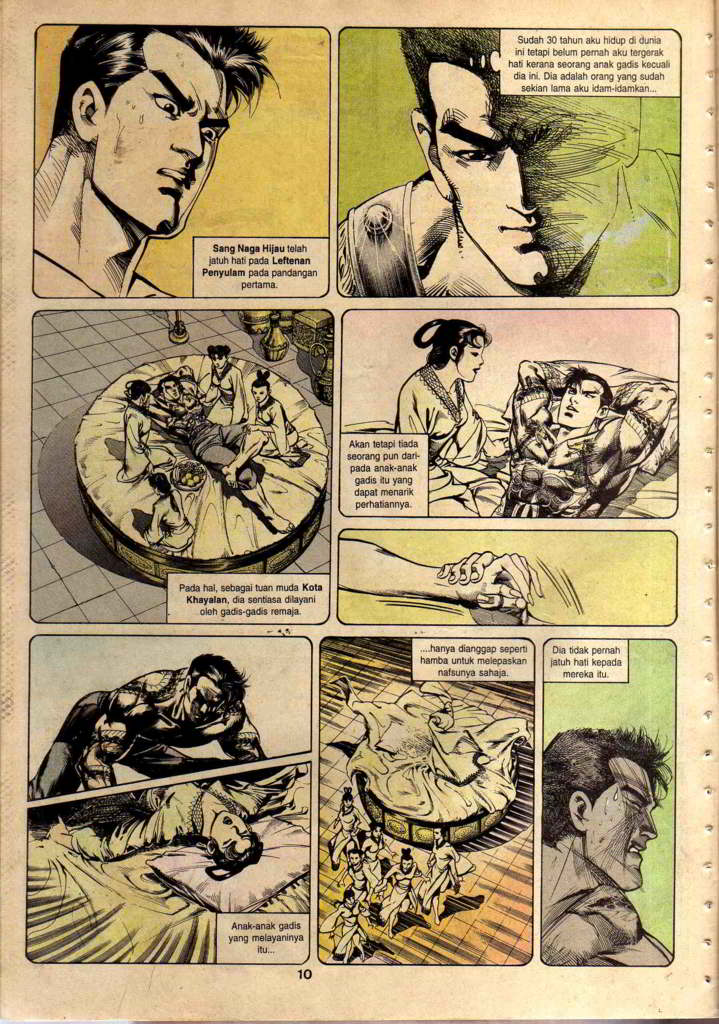 Sang Naga Hijau telah
jatuh hati pada Leftenan
Penyulam pada pandangan
pertama.
Sudah 30 tahun aku hidup di dunia
ini tetapi belum pernah aku tergerak
hati kerana seorang anak gadis kecuali
dia ini. Dia adalah orang yang sudah
sekian lama aku idam-idamkan...
Pada hal, sebagai tuan muda Kota
Khayalan, dia sentiasa dilayani
oleh gadis-gadis remaja.
Akan tetapi tiada
seorang pun dari-
pada anak-anak
gadis itu yang
dapat menarik
perhatiannya.
Anak-anak gadis
yang melayaninya
itu...
....hanya dianggap seperti
hamba untuk melepaskan
nafsunya sahaja.
Dia tidak pernah
jatuh hati kepada
mereka itu.
10